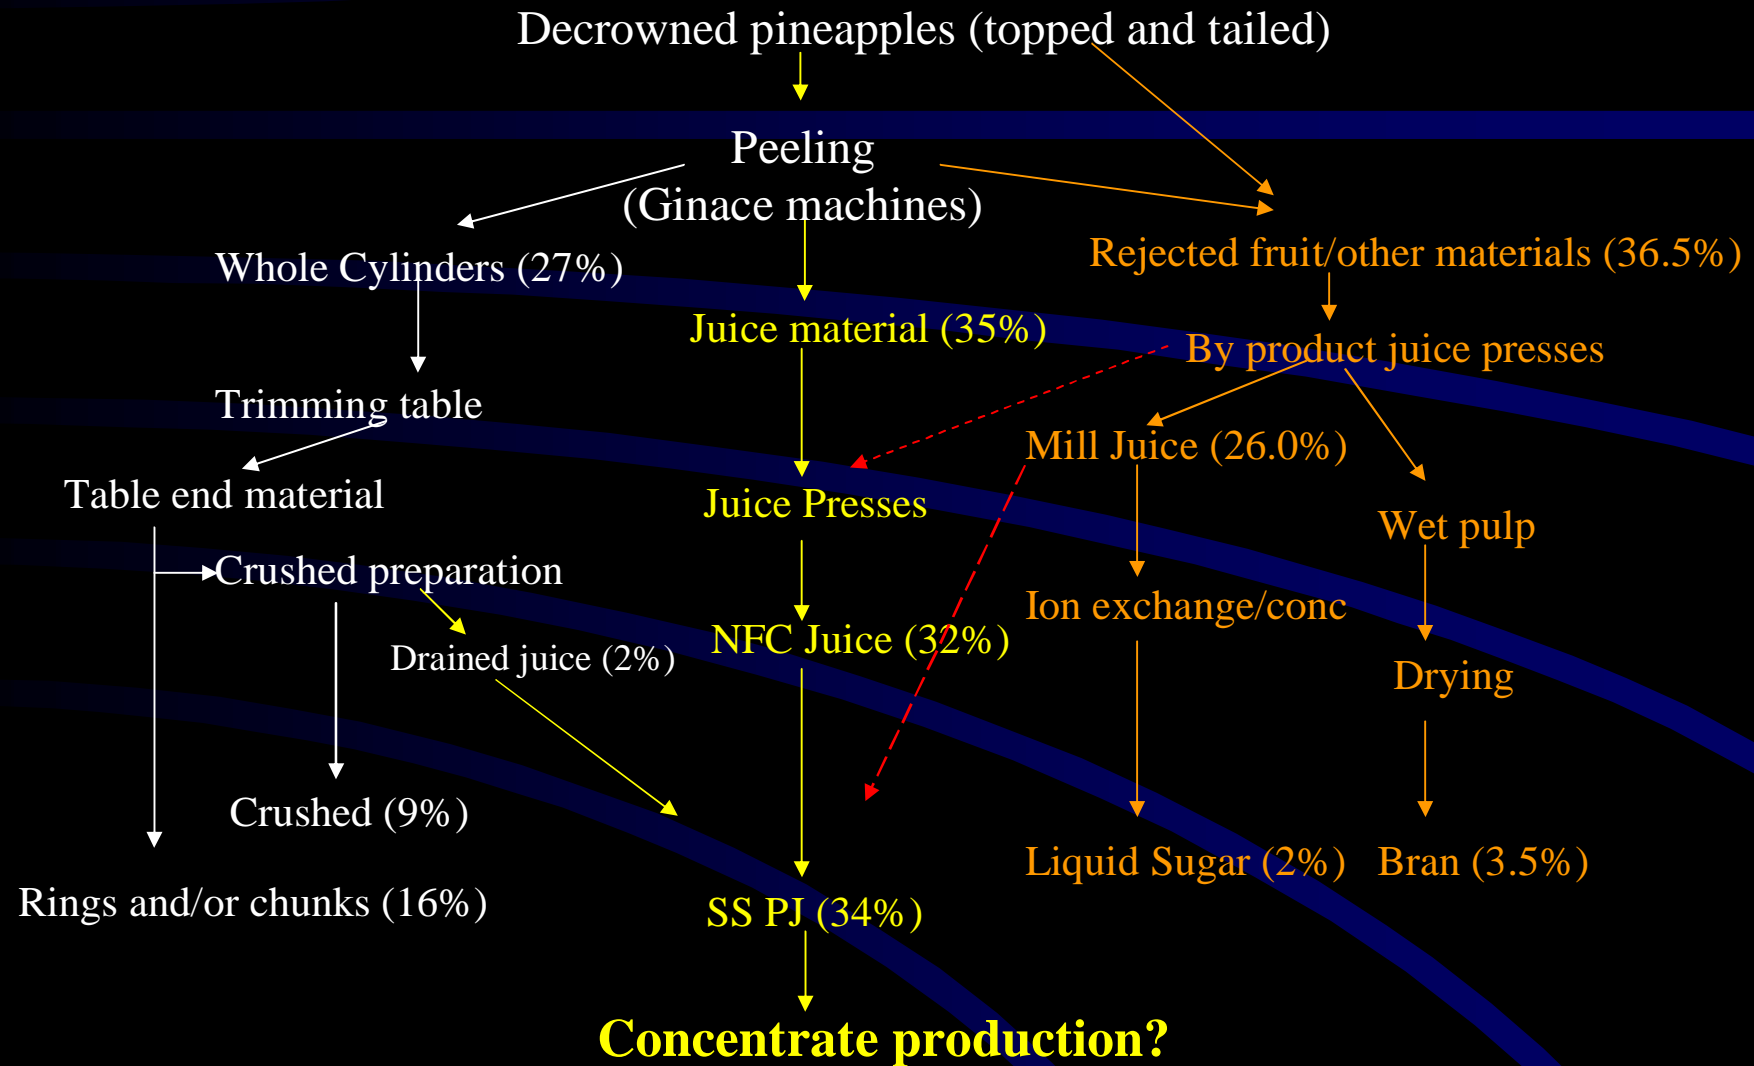 Decrowned pineapples (topped and tailed)
Peeling
(Ginace machines)
Whole Cylinders (27%)
Rejected fruit/other materials (36.5%)
Juice material (35%)
By product juice presses
Trimming table
Mill Juice (26.0%)
Table end material
Juice Presses
Wet pulp
Crushed preparation
Ion exchange/conc
NFC Juice (32%)
Drained juice (2%)
Drying
Crushed (9%)
Liquid Sugar (2%)
Bran (3.5%)
Rings and/or chunks (16%)
SS PJ (34%)
Concentrate production?